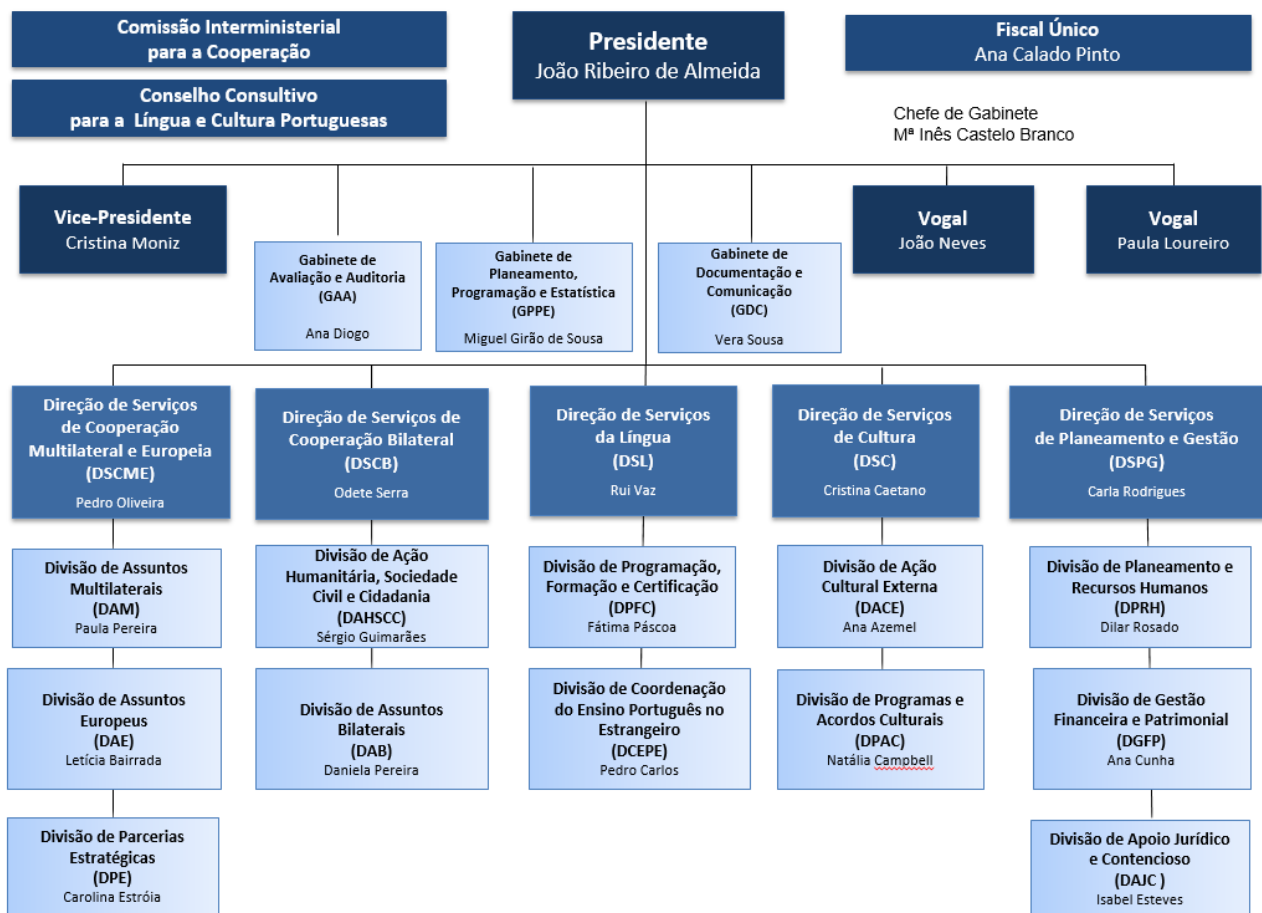 Comissão Interministerial
para a Cooperação
Conselho Consultivo
para a Língua e Cultura Portuguesas
Presidente
João Ribeiro de Almeida
Fiscal Único
Ana Calado Pinto
Chefe de Gabinete
Mª Inês Castelo Branco
Vice-Presidente
Cristina Moniz
Gabinete de
Avaliação e Auditoria
(GAA)
Ana Diogo
Gabinete de
Planeamento,
Programação e Estatística
(GPPE)
Miguel Girão de Sousa
Gabinete de
Documentação e
Comunicação
(GDC)
Vera Sousa
Vogal
João Neves
Vogal
Paula Loureiro
Direção de Serviços
de Cooperação
Multilateral e Europeia
(DSCME)
Pedro Oliveira
Direção de Serviços de
Cooperação Bilateral
(DSCB)
Odete Serra
Direção de Serviços
da Língua
(DSL)
Rui Vaz
Direção de Serviços
de Cultura
(DSC)
Cristina Caetano
Direção de Serviços
de Planeamento e Gestão
(DSPG)
Carla Rodrigues
Divisão de Assuntos
Multilaterais
(DAM)
Paula Pereira
Divisão de Ação
Humanitária, Sociedade
Civil e Cidadania
(DAHSCC)
Sérgio Guimarães
Divisão de Programação,
Formação e Certificação
(DPFC)
Fátima Páscoa
Divisão de Ação
Cultural Externa
(DACE)
Ana Azemel
Divisão de Planeamento e
Recursos Humanos
(DPRH)
Dilar Rosado
Divisão de Assuntos
Europeus
(DAE)
Letícia Bairrada
Divisão de Assuntos
Bilaterais
(DAB)
Daniela Pereira
Divisão de Coordenação
do Ensino Português no
Estrangeiro
(DCEPE)
Pedro Carlos
Divisão de Programas e
Acordos Culturais
(DPAC)
Natália Campbell
Divisão de Gestão
Financeira e Patrimonial
(DGFP)
Ana Cunha
Divisão de Parcerias
Estratégicas
(DPE)
Carolina Estróia
Divisão de Apoio Jurídico
e Contencioso
(DAJC )
Isabel Esteves